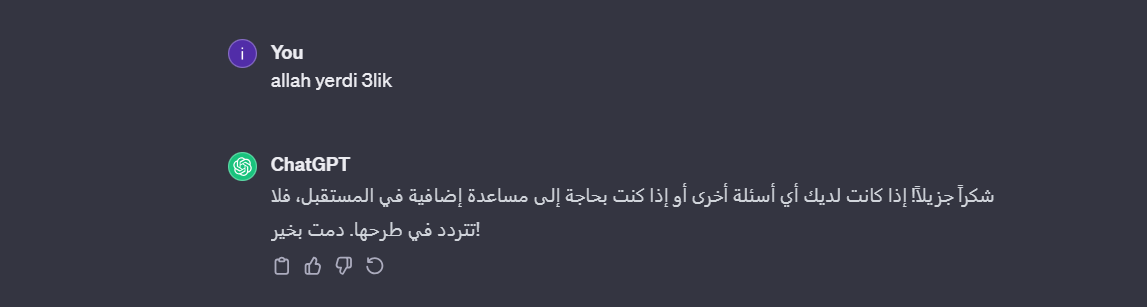 i
You
allah yerdi 3lik
ChatGPT
شكراً جزيلاً! إذا كانت لديك أي أسئلة أخرى أو إذا كنت بحاجة إلى مساعدة إضافية في المستقبل، فلا
تتردد في طرحها. دمت بخير!